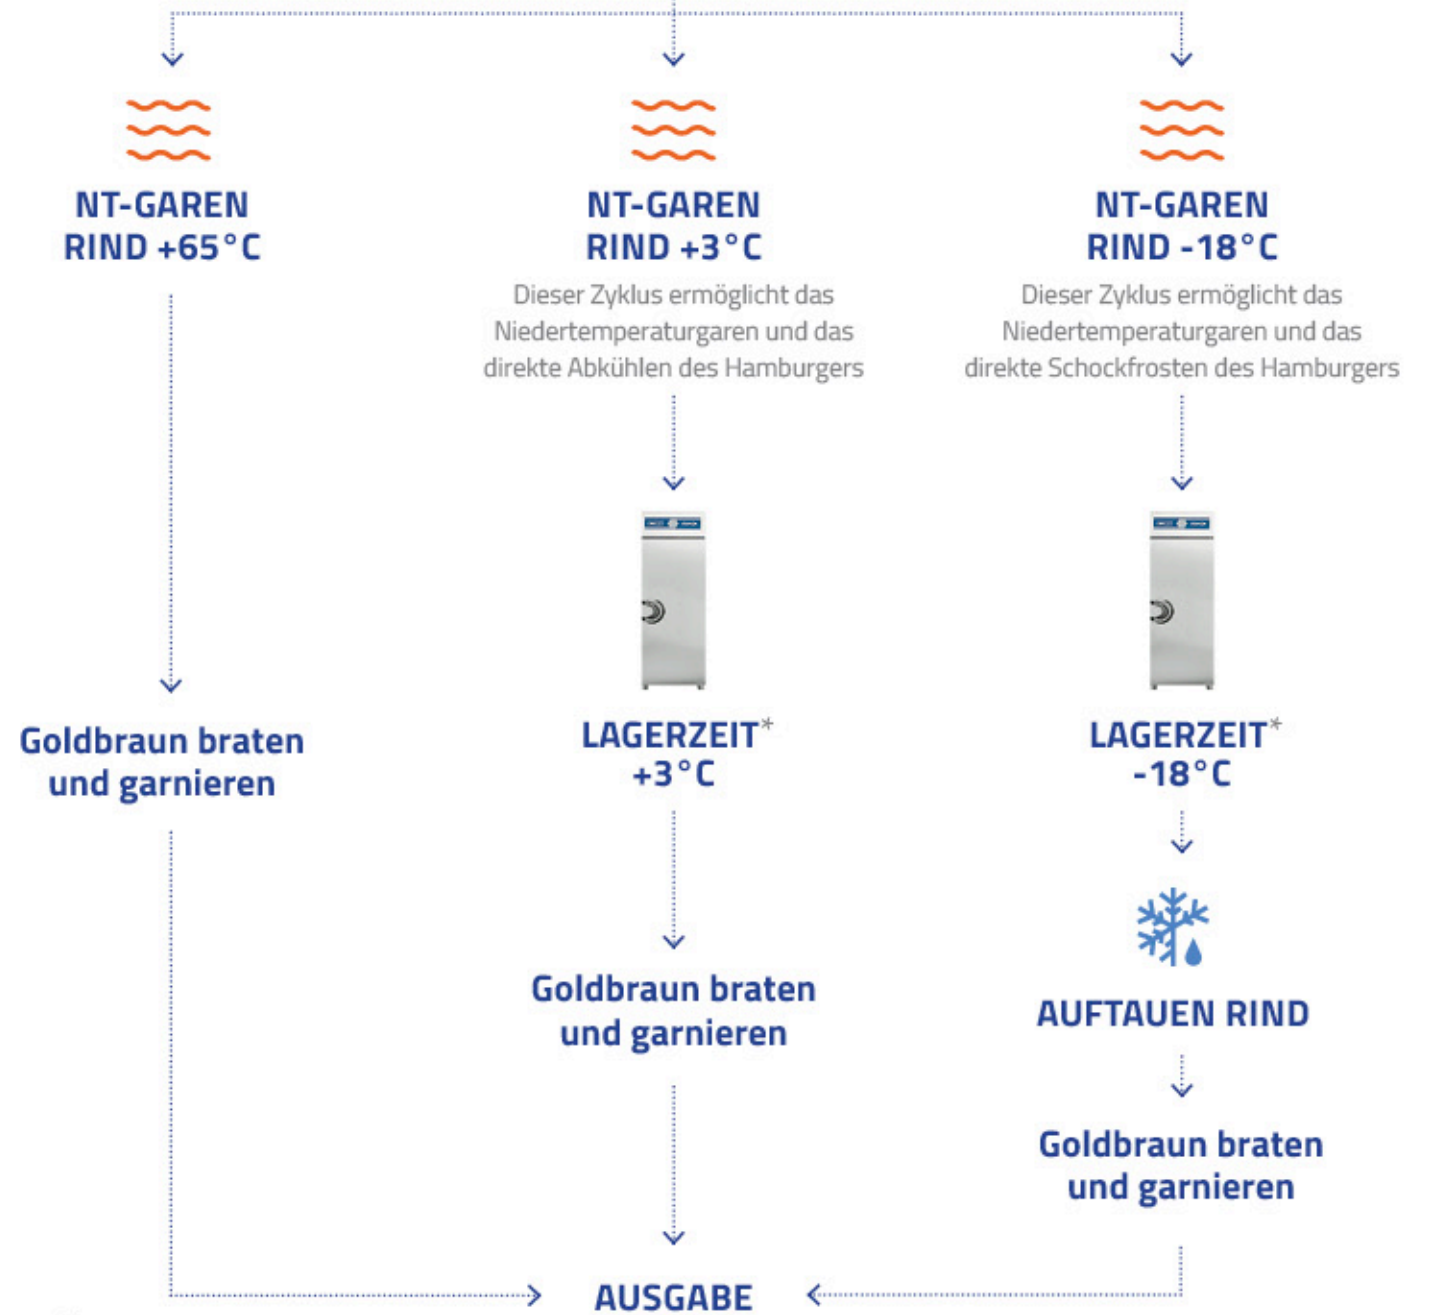 NT-GAREN
RIND +65°C
NT-GAREN
RIND +3°C
Dieser Zyklus ermöglicht das
Niedertemperaturgaren und das
direkte Abkühlen des Hamburgers
NT-GAREN
RIND -18°C
Dieser Zyklus ermöglicht das
Niedertemperaturgaren und das
direkte Schockfrosten des Hamburgers
Goldbraun braten
und garnieren
LAGERZEIT*
+3°C
LAGERZEIT*
-18°C
Goldbraun braten
und garnieren
AUFTAUEN RIND
Goldbraun braten
und garnieren
AUSGABE